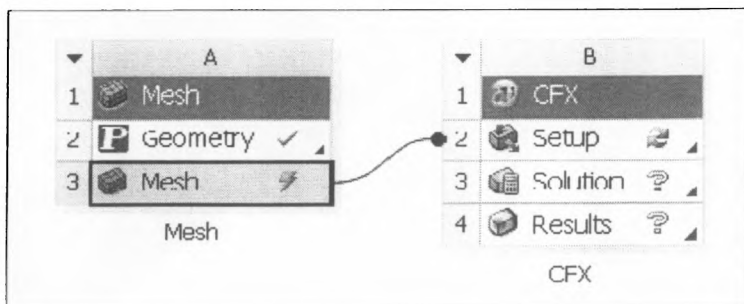 A
1 Mesh
2 P Geometry ✓
3 Mesh
Mesh
B
1 CFX
2 Setup
3 Solution ?
4 Results ?
CFX